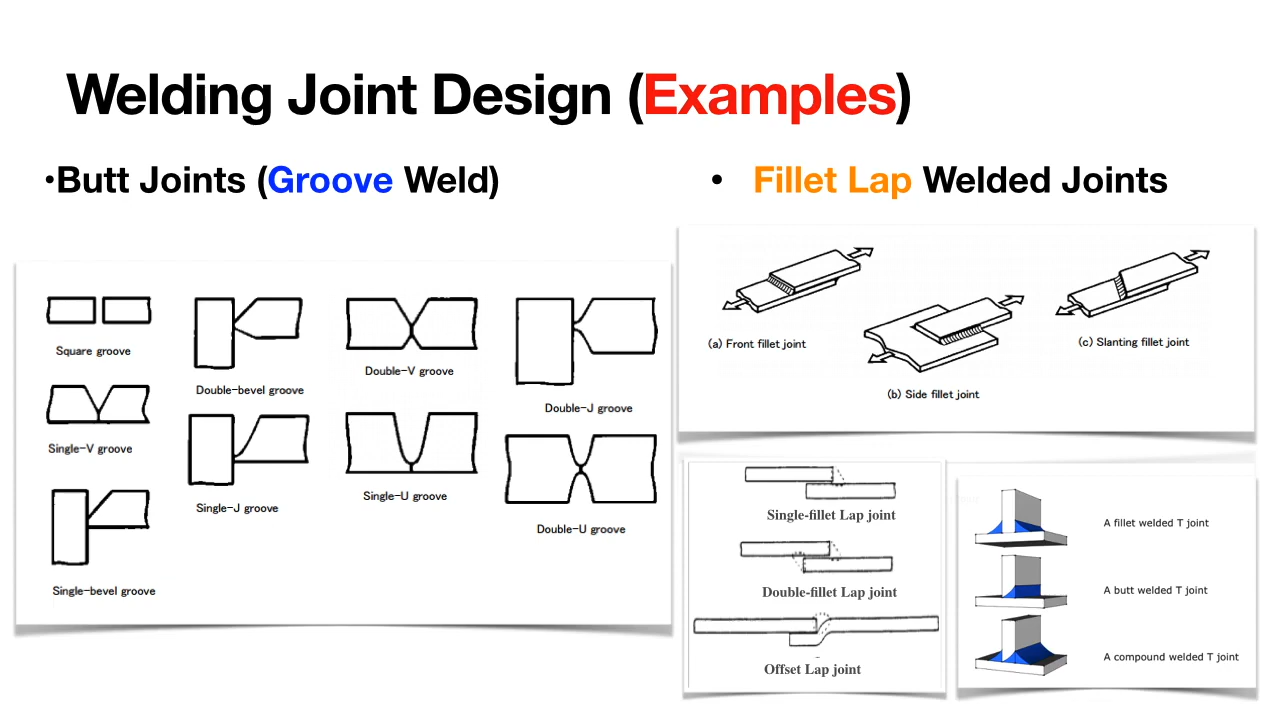 Welding Joint Design (Examples)
•Butt Joints (Groove Weld)
Square groove
Single-V groove
Single-bevel groove
Double-bevel groove
Single-J groove
Double-V groove
Single-U groove
Double-J groove
Double-U groove
• Fillet Lap Welded Joints
(a) Front fillet joint
(b) Side fillet joint
(c) Slanting fillet joint
Single-fillet Lap joint
Double-fillet Lap joint
Offset Lap joint
A fillet welded T joint
A butt welded T joint
A compound welded T joint